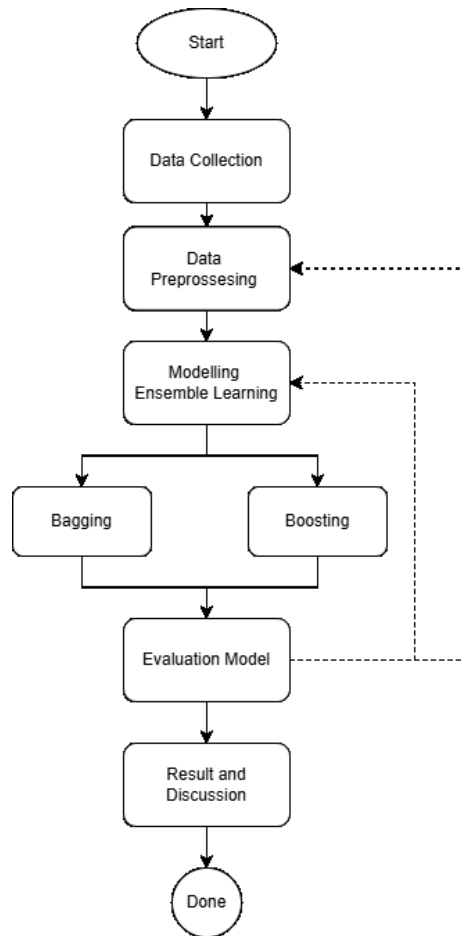 Start
Data Collection
Data
Preprossesing
Modelling
Ensemble Learning
Bagging
Boosting
Evaluation Model
Result and
Discussion
Done